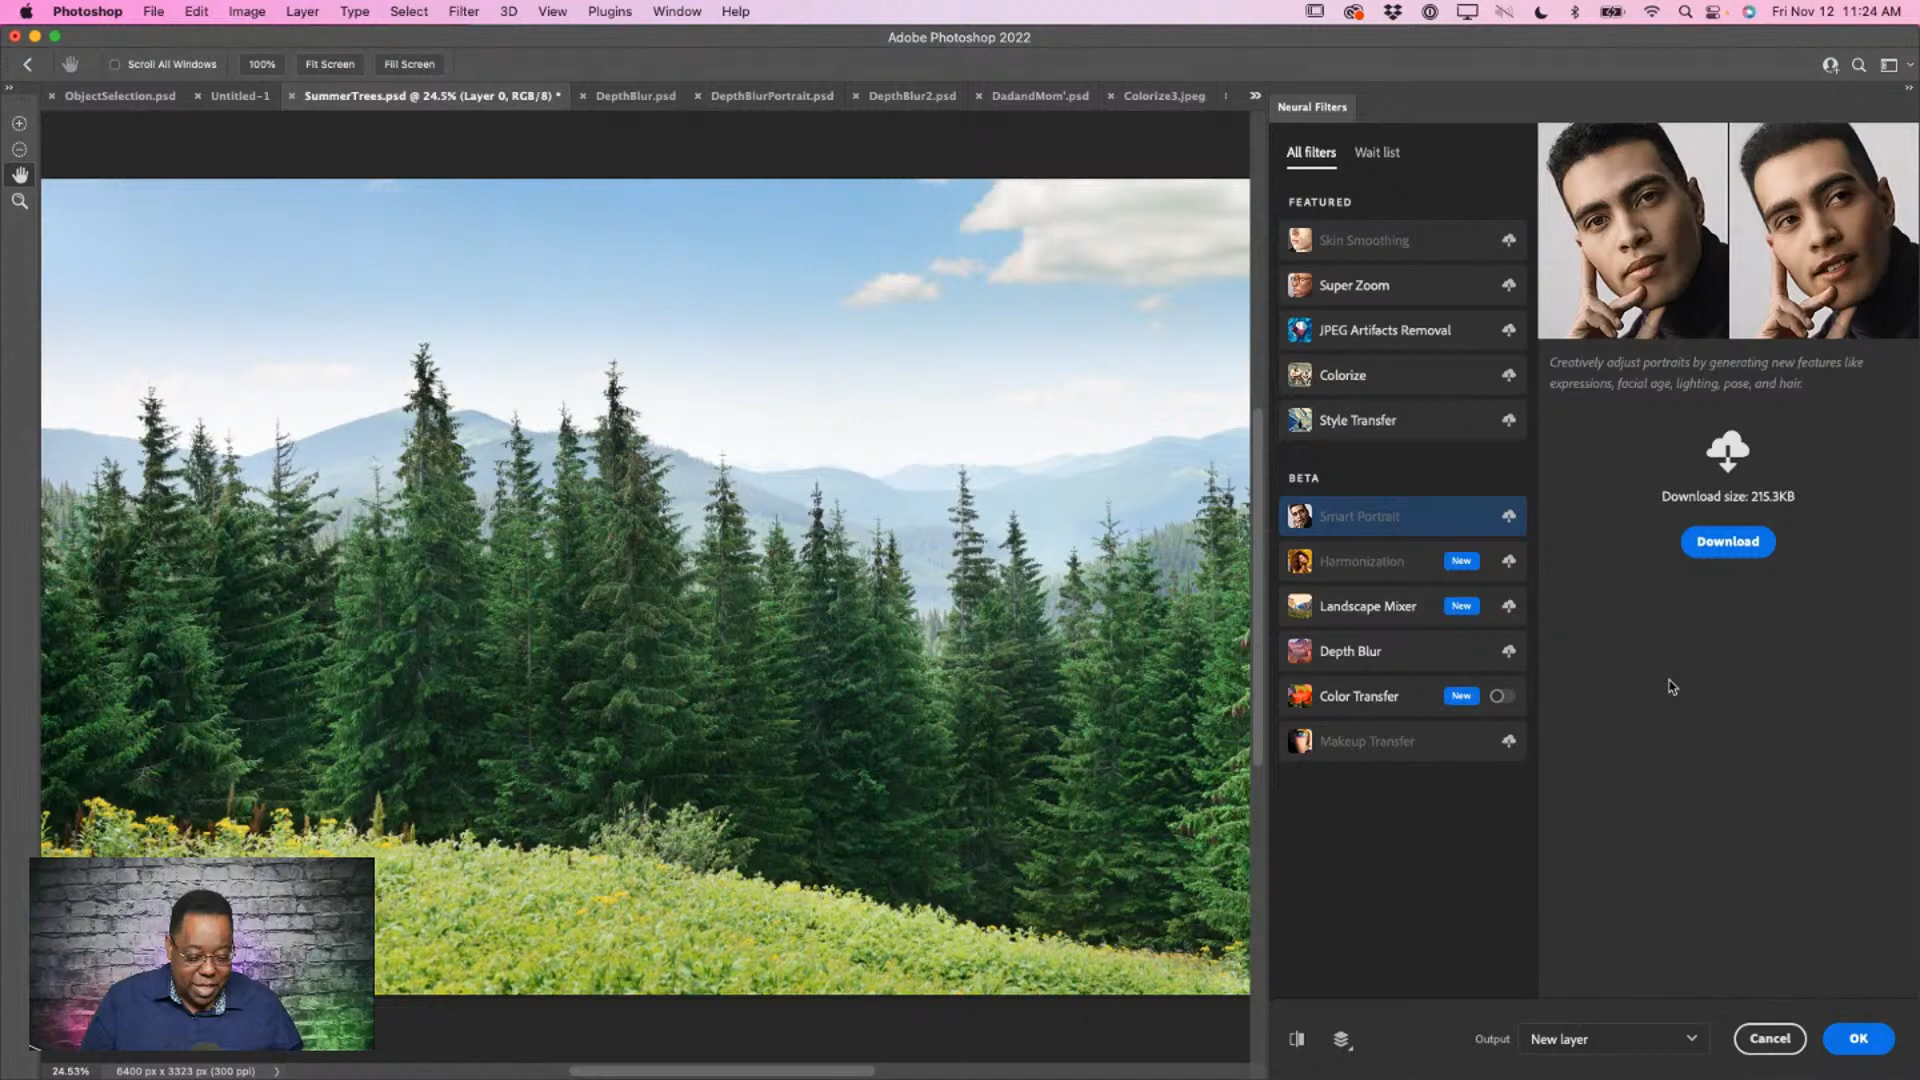 Photoshop File Edit Image Layer Type Select Filter 3D View Plugins Window Help Fri Nov 12 11:24 AM
Adobe Photoshop 2022
Scroll All Windows 100% Fit Screen Fill Screen
ObjectSelection.psd Untitled-1 SummerTrees.psd @ 24.5% (Layer 0, RGB/8) * DepthBlur.psd DepthBlurPortrait.psd DepthBlur2.psd DadandMom'.psd Colorize3.jpeg
Neural Filters
All filters Wait list
FEATURED
Skin Smoothing
Super Zoom
JPEG Artifacts Removal
Colorize
Style Transfer
BETA
Smart Portrait
Harmonization New
Landscape Mixer New
Depth Blur
Color Transfer New
Makeup Transfer
Creatively adjust portraits by generating new features like
expressions, facial age, lighting, pose, and hair.
Download size: 215.3KB
Download
Output New layer Cancel OK
24.53% 6400 px x 3323 px (300 ppi)